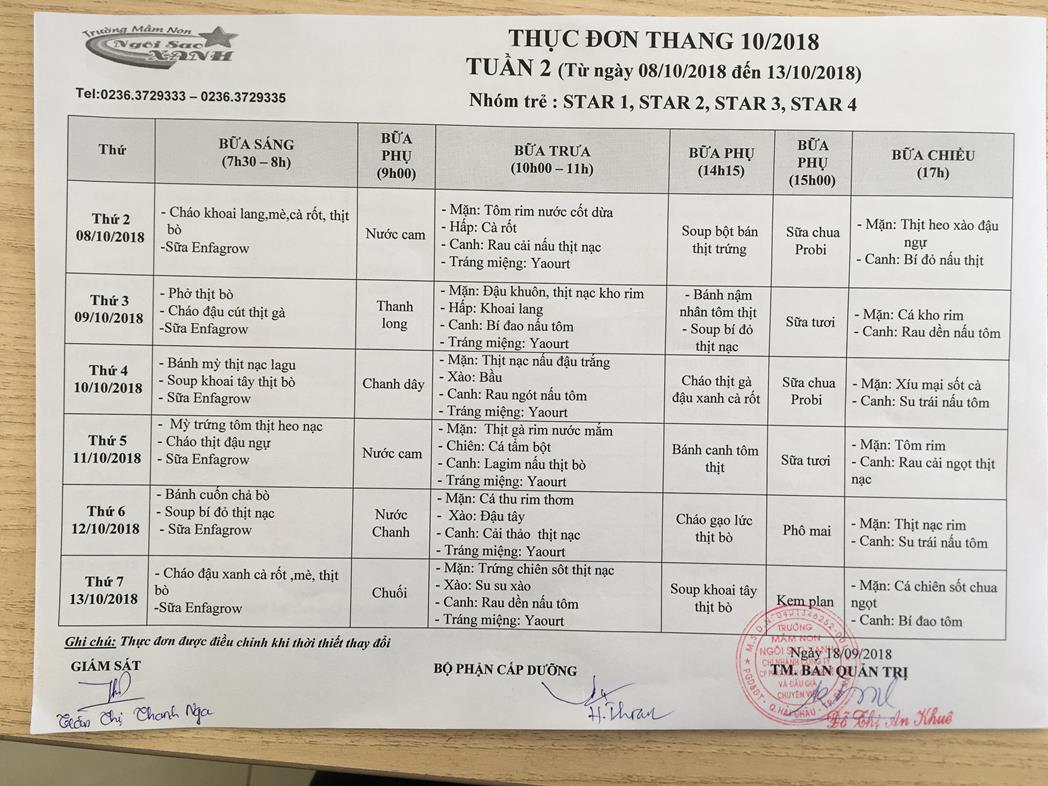 Trường Mầm Non
Ngôi Sao
XANH
Tel:0236.3729333 – 0236.3729335
THỰC ĐƠN THANG 10/2018
TUẦN 2 (Từ ngày 08/10/2018 đến 13/10/2018)
Nhóm trẻ : STAR 1, STAR 2, STAR 3, STAR 4
Thứ
BỮA SÁNG
(7h30 – 8h)
BỮA
PHỤ
(9h00)
BỮA TRƯA
(10h00 – 11h)
BỮA PHỤ
(14h15)
BỮA
PHỤ
(15h00)
BỮA CHIỀU
(17h)
Thứ 2
08/10/2018
- Cháo khoai lang,mè,cà rốt, thịt
bò
-Sữa Enfagrow
Nước cam
- Mặn: Tôm rim nước cốt dừa
- Hấp: Cà rốt
- Canh: Rau cải nấu thịt nạc
- Tráng miệng: Yaourt
Soup bột bán
thịt trứng
Sữa chua
Probi
- Mặn: Thịt heo xào đậu
ngự
- Canh: Bí đỏ nấu thịt
Thứ 3
09/10/2018
- Phở thịt bò
- Cháo đậu cút thịt gà
-Sữa Enfagrow
Thanh
long
- Mặn: Đậu khuôn, thịt nạc kho rim
- Hấp: Khoai lang
- Canh: Bí đao nấu tôm
- Tráng miệng: Yaourt
- Bánh nậm
nhân tôm thịt
- Soup bí đỏ
thịt nạc
Sữa tươi
- Mặn: Cá kho rim
- Canh: Rau dền nấu tôm
Thứ 4
10/10/2018
- Bánh mỳ thịt nạc lagu
- Soup khoai tây thịt bò
- Sữa Enfagrow
Chanh dây
- Mặn: Thịt nạc nấu đậu trắng
- Xào: Bầu
- Canh: Rau ngót nấu tôm
- Tráng miệng: Yaourt
Cháo thịt gà
đậu xanh cà rốt
Sữa chua
Probi
- Mặn: Xíu mại sốt cà
- Canh: Su trái nấu tôm
Thứ 5
11/10/2018
- Mỳ trứng tôm thịt heo nạc
- Cháo thịt đậu ngự
- Sữa Enfagrow
Nước cam
- Mặn: Thịt gà rim nước mắm
- Chiên: Cá tẩm bột
- Canh: Lagim nấu thịt bò
- Tráng miệng: Yaourt
Bánh canh tôm
thịt
Sữa tươi
- Mặn: Tôm rim
- Canh: Rau cải ngọt thịt
nạc
Thứ 6
12/10/2018
- Bánh cuốn chả bò
- Soup bí đỏ thịt nạc
- Sữa Enfagrow
Nước
Chanh
- Mặn: Cá thu rim thơm
- Xào: Đậu tây
- Canh: Cải thảo thịt nạc
- Tráng miệng: Yaourt
Cháo gạo lức
thịt bò
Phô mai
- Mặn: Thịt nạc rim
- Canh: Su trái nấu tôm
Thứ 7
13/10/2018
- Cháo đậu xanh cà rốt ,mè, thịt
bò
-Sữa Enfagrow
Chuối
- Mặn: Trứng chiên sôt thịt nạc
- Xào: Su su xào
- Canh: Rau dền nấu tôm
- Tráng miệng: Yaourt
Soup khoai tây
thịt bò
Kem plan
- Mặn: Cá chiên sốt chua
ngọt
- Canh: Bí đao tôm
Ghi chú: Thực đơn được điều chỉnh khi thời thiết thay đổi
GIÁM SÁT
BỘ PHẬN CẤP DƯỠNG
Ngày 18/09/2018
TM. BAN QUẢN TRỊ
TRƯỜNG
MẦM NON
NGÔI SAO XANH
CHI NHÁNH CÔNG TY
VÀ ĐẤU GIÁ
Q. HẢI CHÂU
Trần Thị Thanh Nga
Đỗ Thị An Khuê